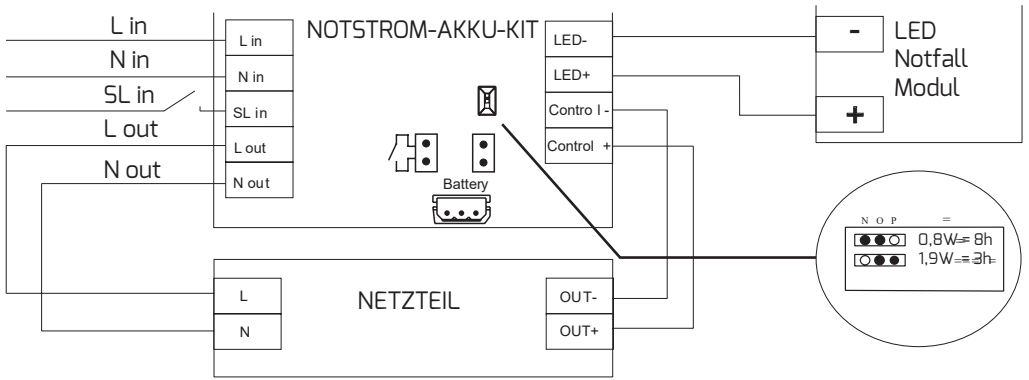 L in
N in
SL in
L out
N out
NOTSTROM-AKKU-KIT
L in
N in
SL in
L out
N out
LED-
LED+
Contro l -
Control +
Battery
- LED
Notfall
Modul
+
N O P =
0,8W= 8h
1,9W= 3h
NETZTEIL
L
N
OUT-
OUT+